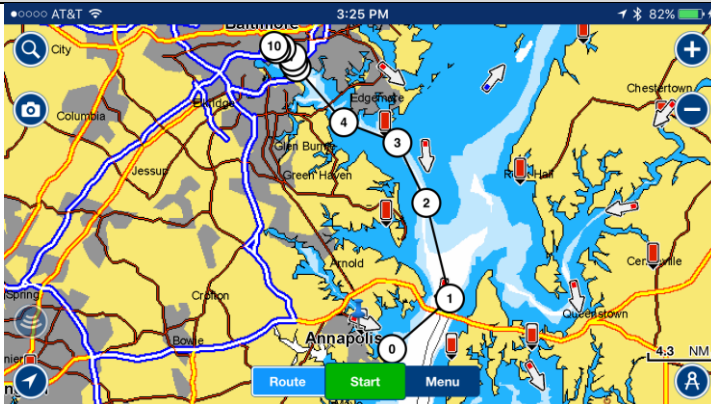 AT&T 3:25 PM 82%
Baltimore
City
10
Edgemere
Chestertown
Columbia
Elkridge
4
3
Glen Burnie
Jessup
Green Haven
Rock Hall
2
Arnold
Centreville
Spring
Crofton
1
Queenstown
Annapolis
Bowie
0
4.3 NM
Route Start Menu